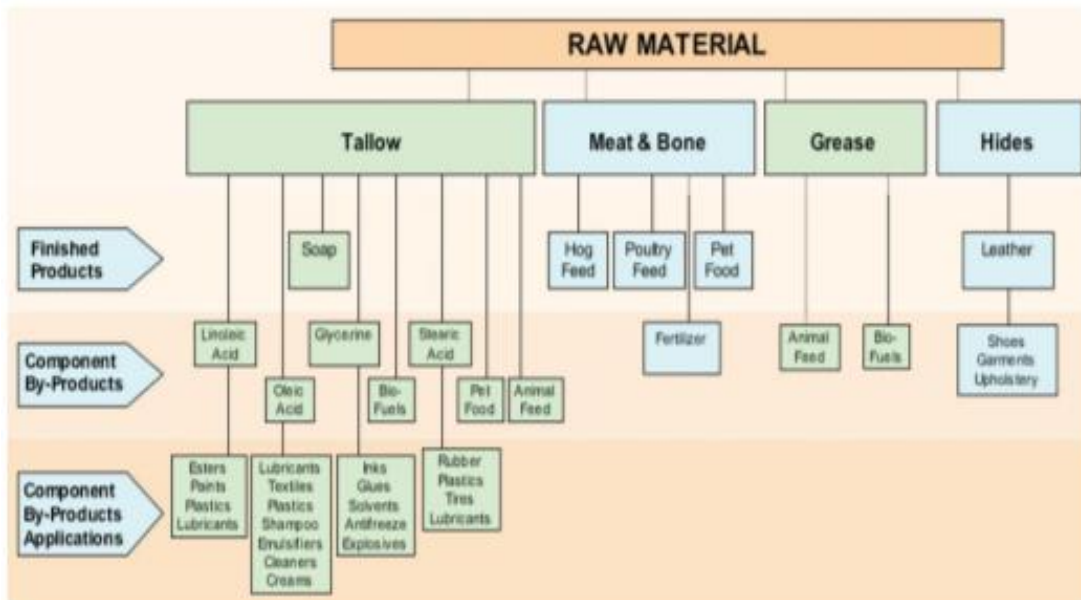 RAW MATERIAL
Tallow
Meat & Bone
Grease
Hides
Finished
Products
Soap
Hog
Feed
Poultry
Feed
Pet
Food
Leather
Component
By-Products
Linoleic
Acid
Oleic
Acid
Glycerine
Bio-
Fuels
Stearic
Acid
Pet
Food
Animal
Feed
Fertilizer
Animal
Feed
Bio-
Fuels
Shoes
Garments
Upholstery
Component
By-Products
Applications
Esters
Paints
Plastics
Lubricants
Lubricants
Textiles
Plastics
Shampoo
Emulsifiers
Cleaners
Creams
Inks
Glues
Solvents
Antifreeze
Explosives
Rubber
Plastics
Tires
Lubricants